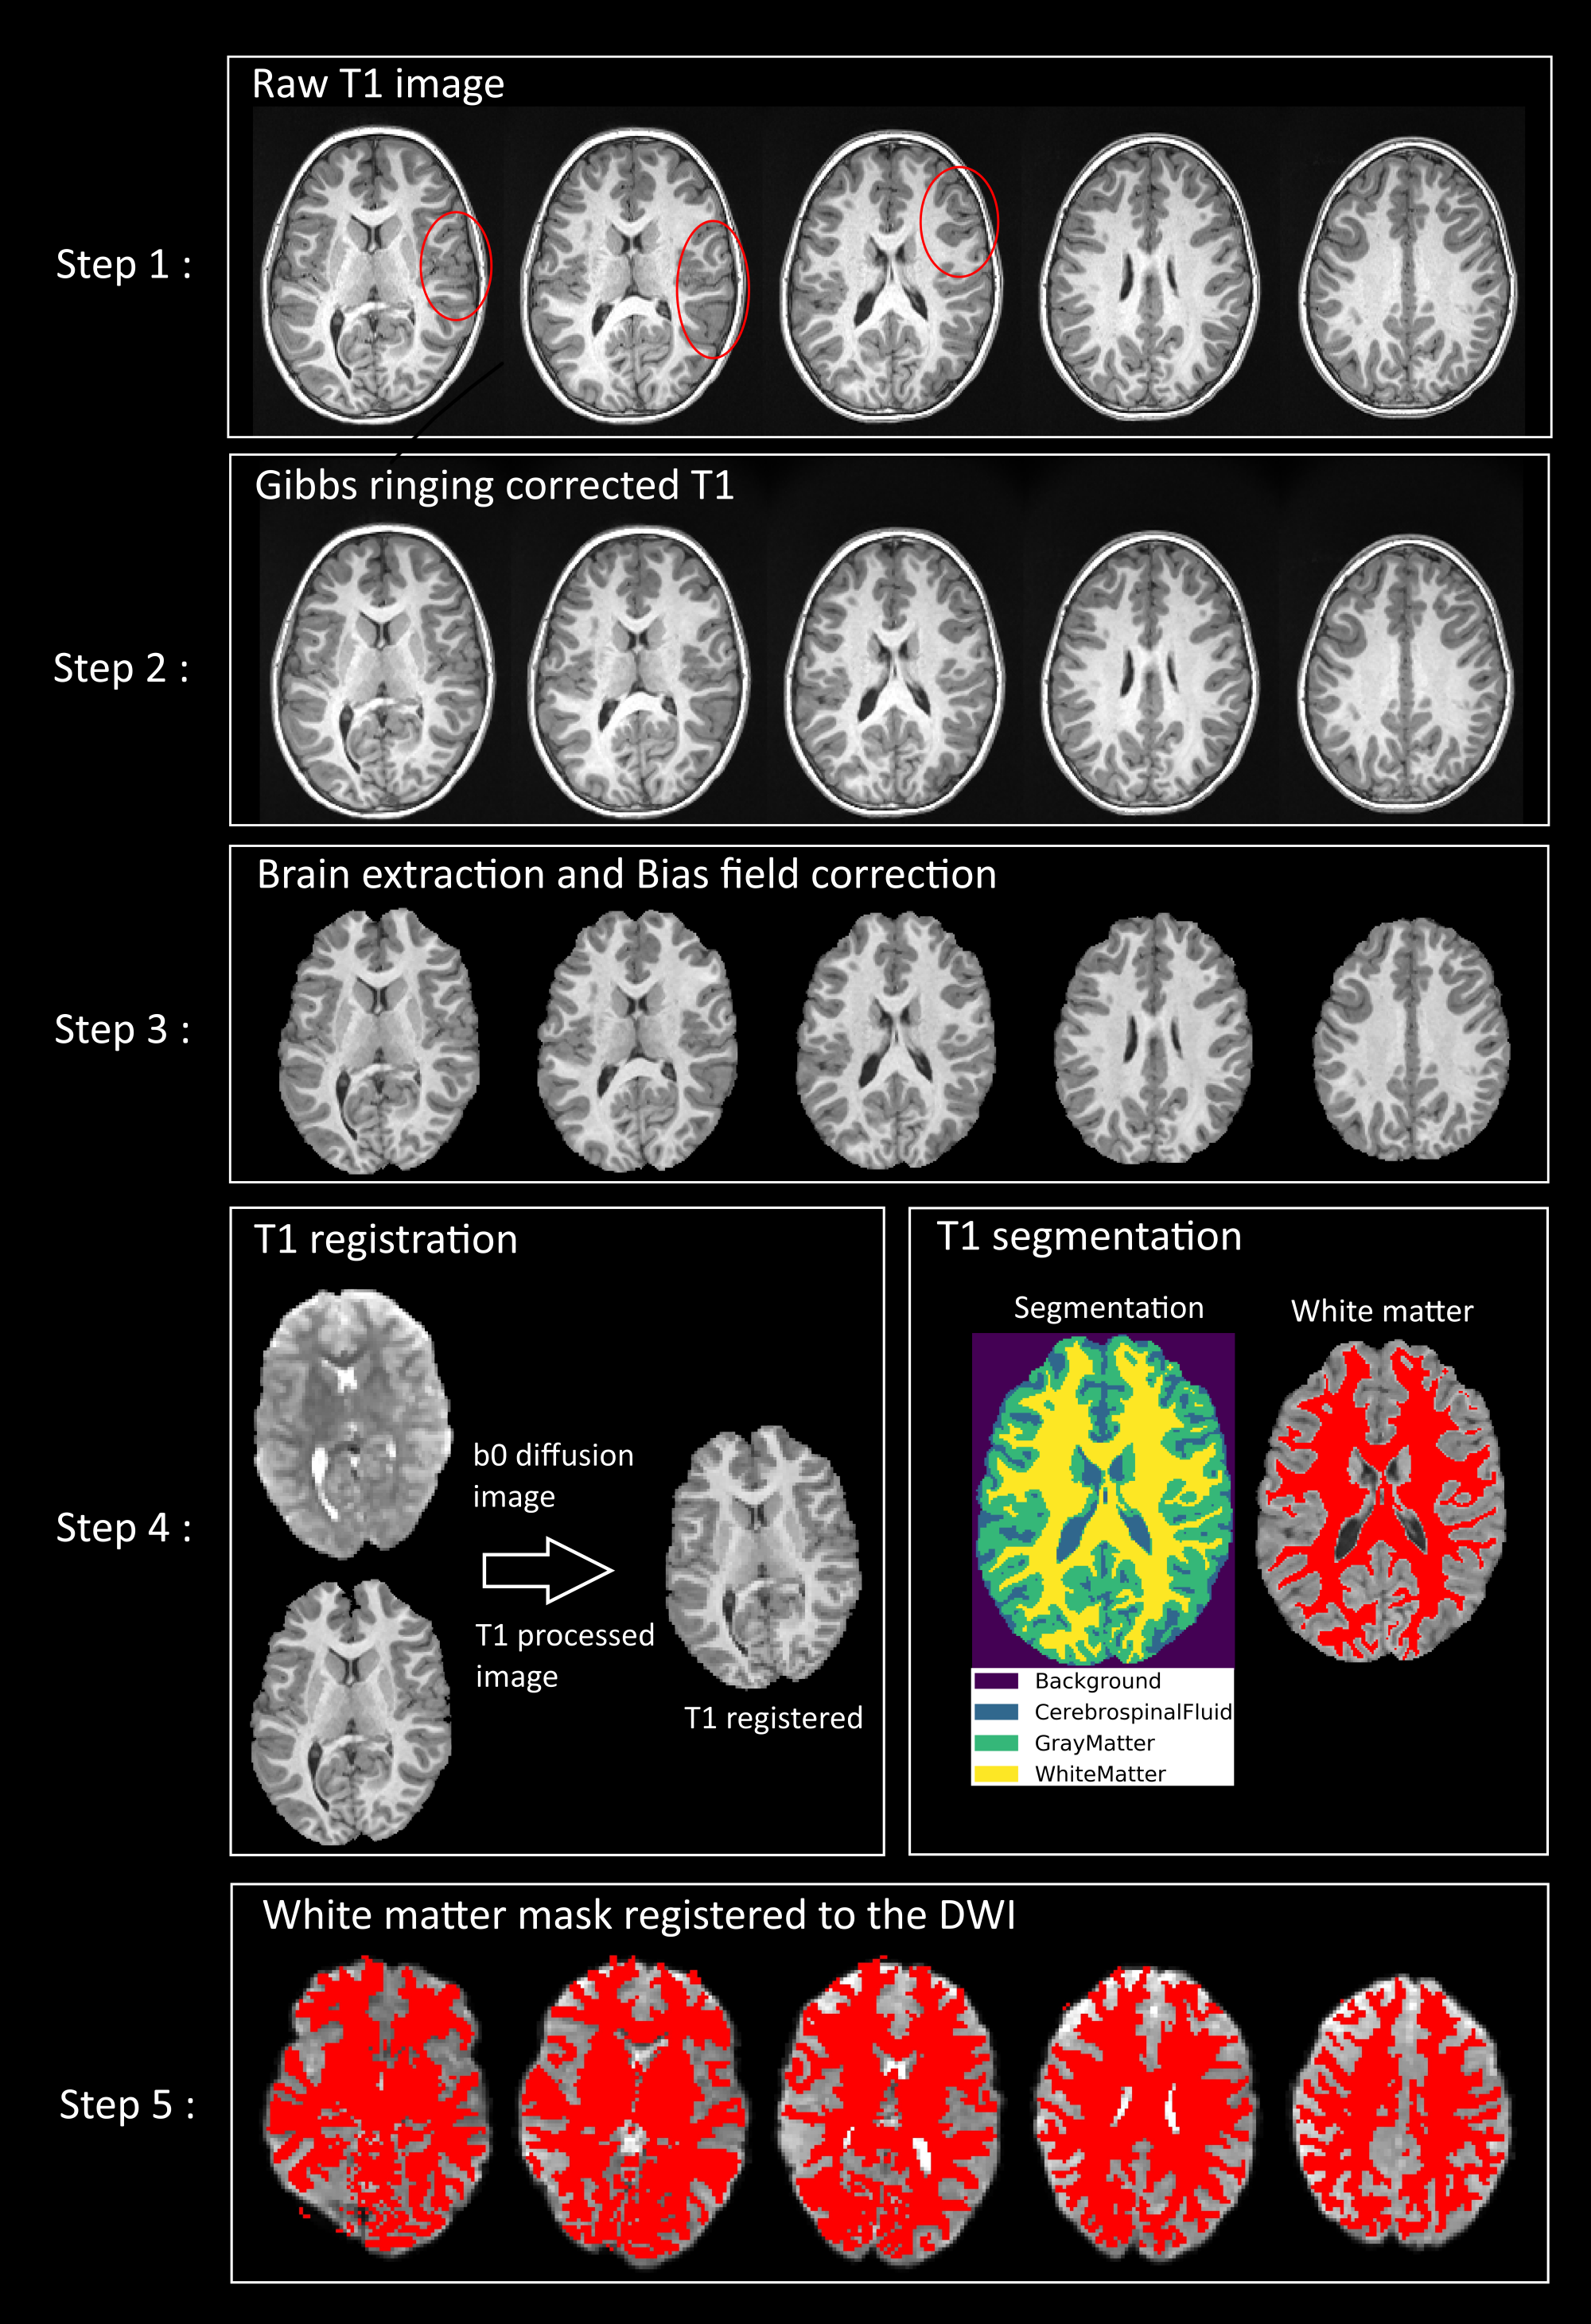 Raw T1 image
Step 1 :
Gibbs ringing corrected T1
Step 2 :
Brain extraction and Bias field correction
Step 3 :
Step 4 :
T1 registration
b0 diffusion
image
T1 processed
image
T1 registered
T1 segmentation
Segmentation
White matter
Background
CerebrospinalFluid
GrayMatter
WhiteMatter
White matter mask registered to the DWI
Step 5 :